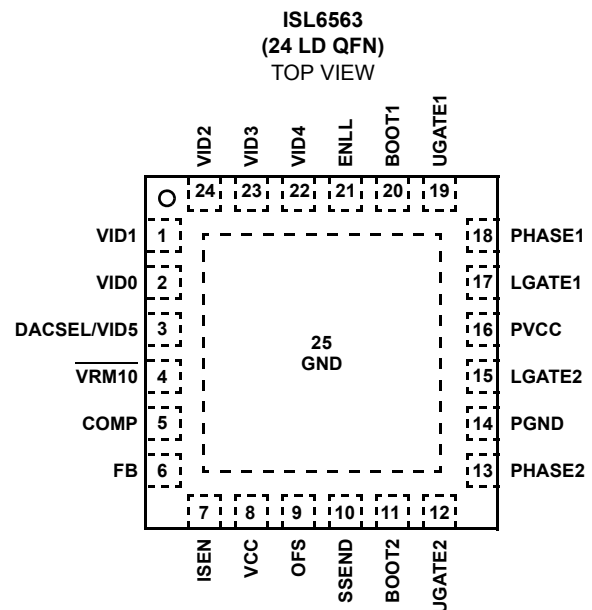 ISL6563
(24 LD QFN)
TOP VIEW
VID2
VID3
VID4
ENLL
BOOT1
UGATE1
24
23
22
21
20
19
VID1
1
18
PHASE1
VID0
2
17
LGATE1
DACSEL/VID5
3
16
PVCC
25
GND
VRM10
4
15
LGATE2
COMP
5
14
PGND
FB
6
13
PHASE2
7
8
9
10
11
12
ISEN
VCC
OFS
SSEND
BOOT2
UGATE2